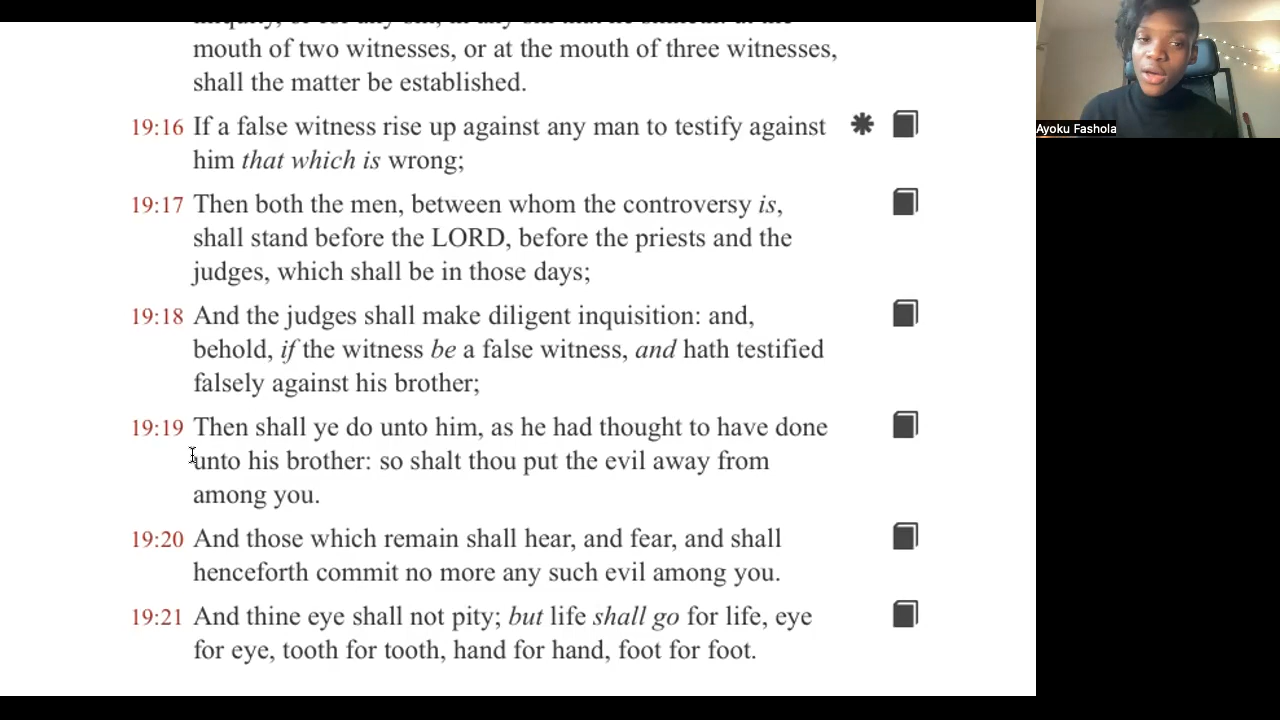 mouth of two witnesses, or at the mouth of three witnesses,
shall the matter be established.
19:16 If a false witness rise up against any man to testify against
him that which is wrong;
19:17 Then both the men, between whom the controversy is,
shall stand before the LORD, before the priests and the
judges, which shall be in those days;
19:18 And the judges shall make diligent inquisition: and,
behold, if the witness be a false witness, and hath testified
falsely against his brother;
19:19 Then shall ye do unto him, as he had thought to have done
unto his brother: so shalt thou put the evil away from
among you.
19:20 And those which remain shall hear, and fear, and shall
henceforth commit no more any such evil among you.
19:21 And thine eye shall not pity; but life shall go for life, eye
for eye, tooth for tooth, hand for hand, foot for foot.
Ayoku Fashola